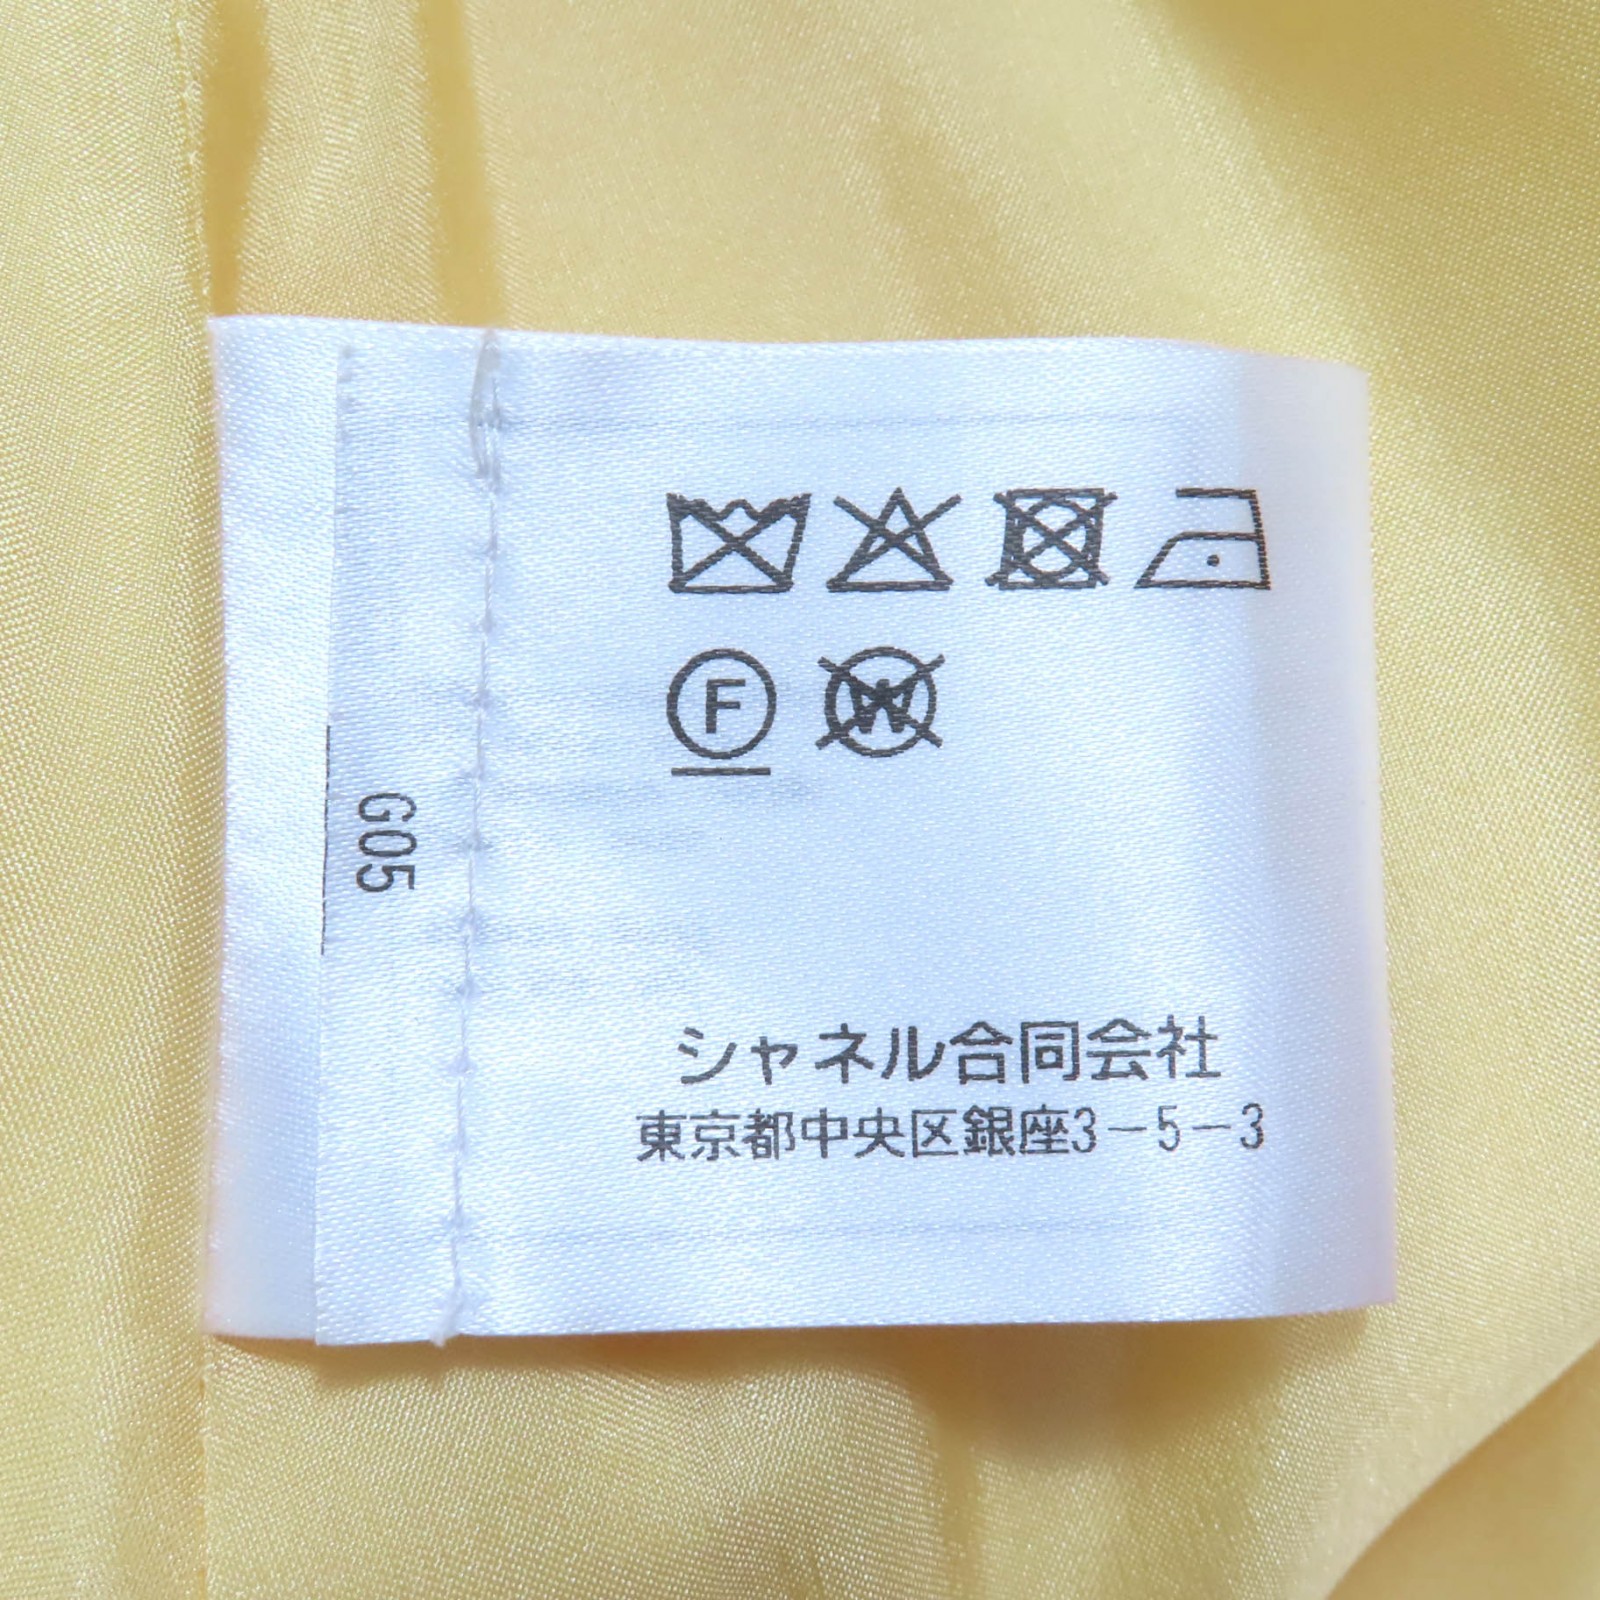 F W
G05
シャネル合同会社
東京都中央区銀座3-5-3